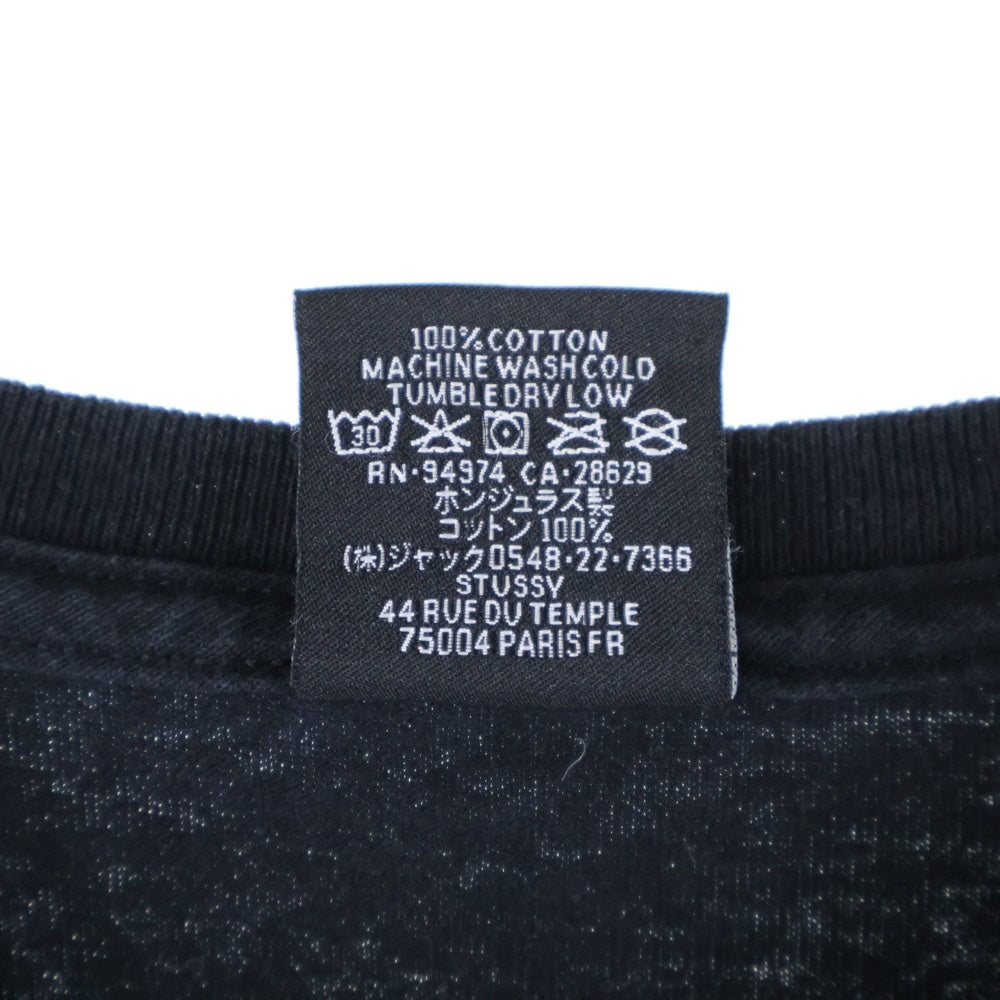 100% COTTON
MACHINE WASH COLD
TUMBLE DRY LOW
30
RN·94974 CA·28629
ホンジュラス製
コットン 100%
(株)ジャック0548·22·7366
STUSSY
44 RUE DU TEMPLE
75004 PARIS FR